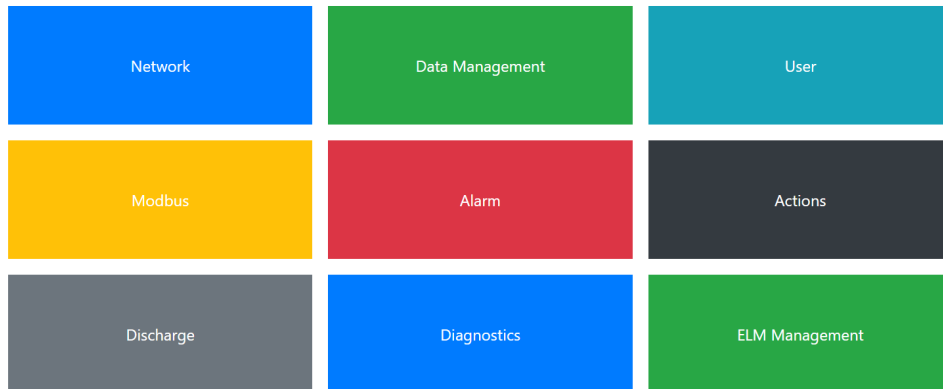 Network
Data Management
User
Modbus
Alarm
Actions
Discharge
Diagnostics
ELM Management